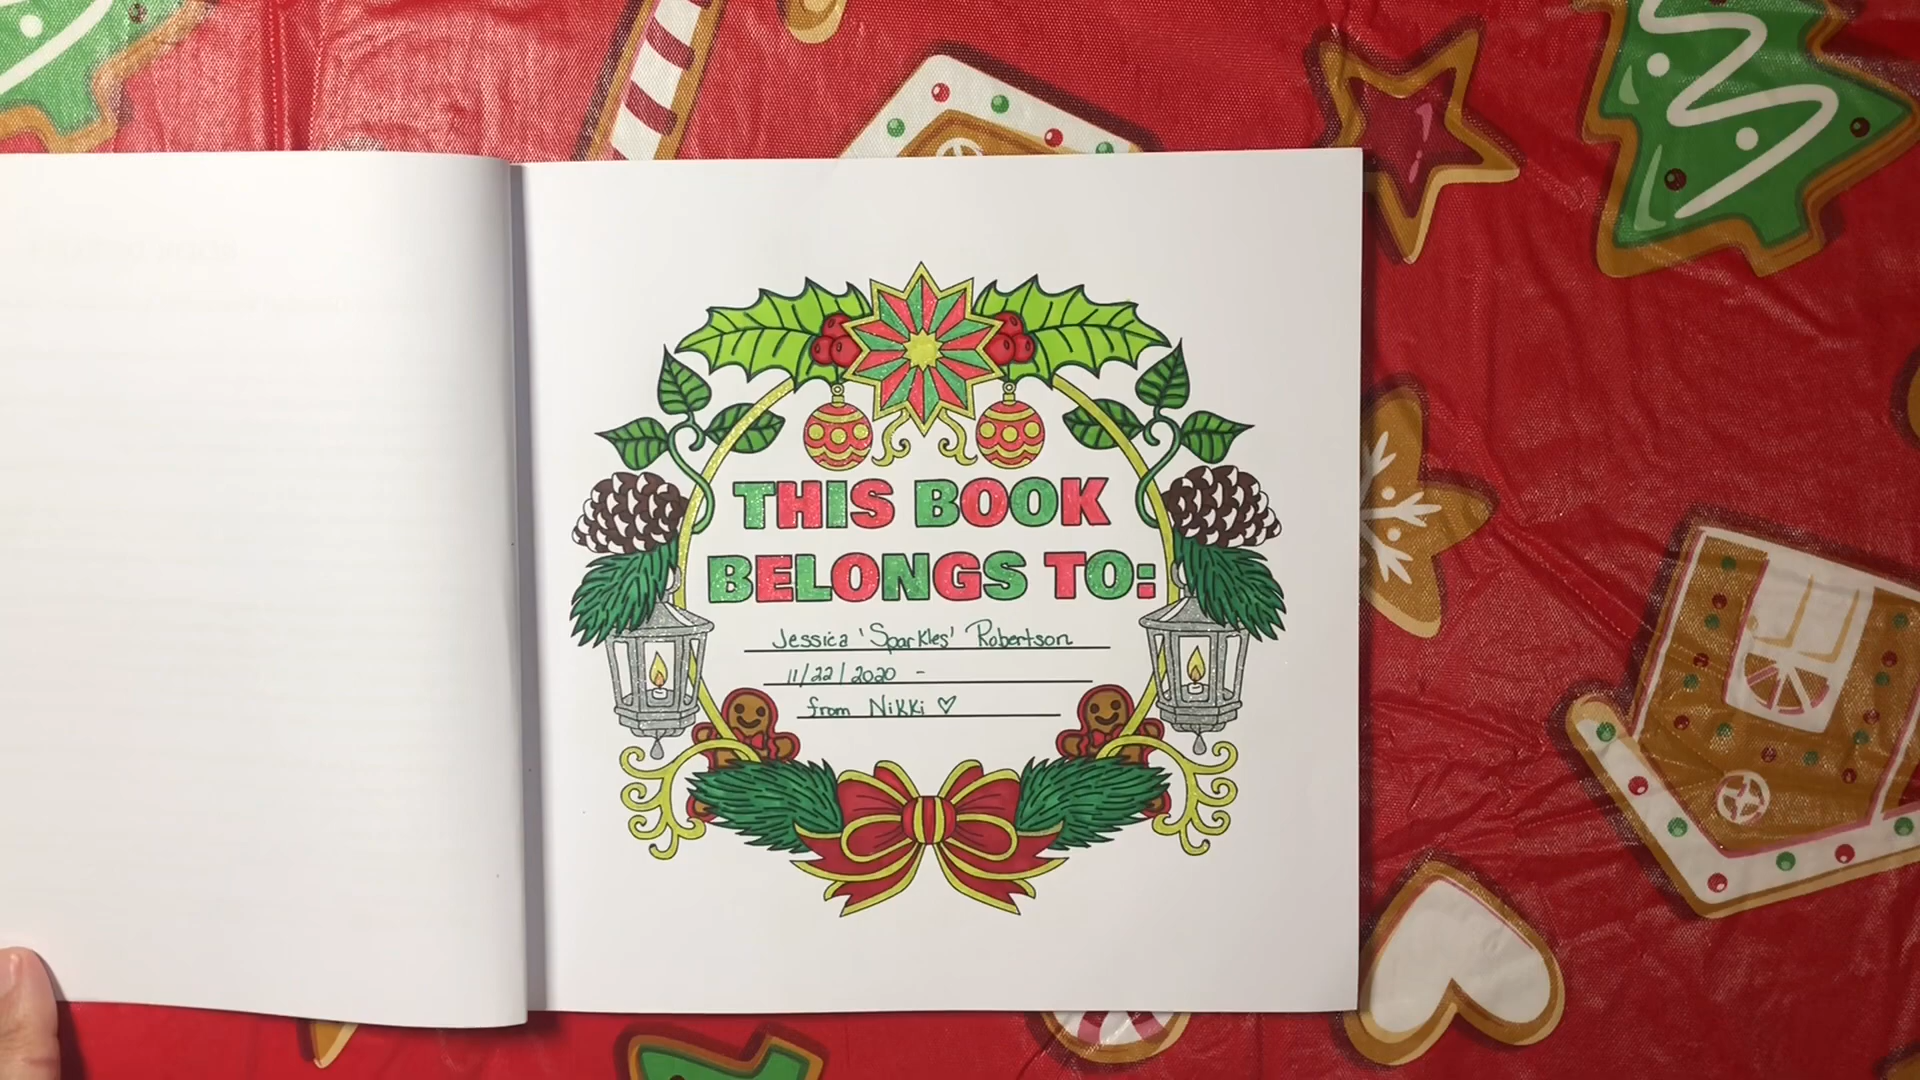 THIS BOOK
BELONGS TO:
Jessica 'Sparkles' Robertson
11/22/2020 -
from Nikki ♡